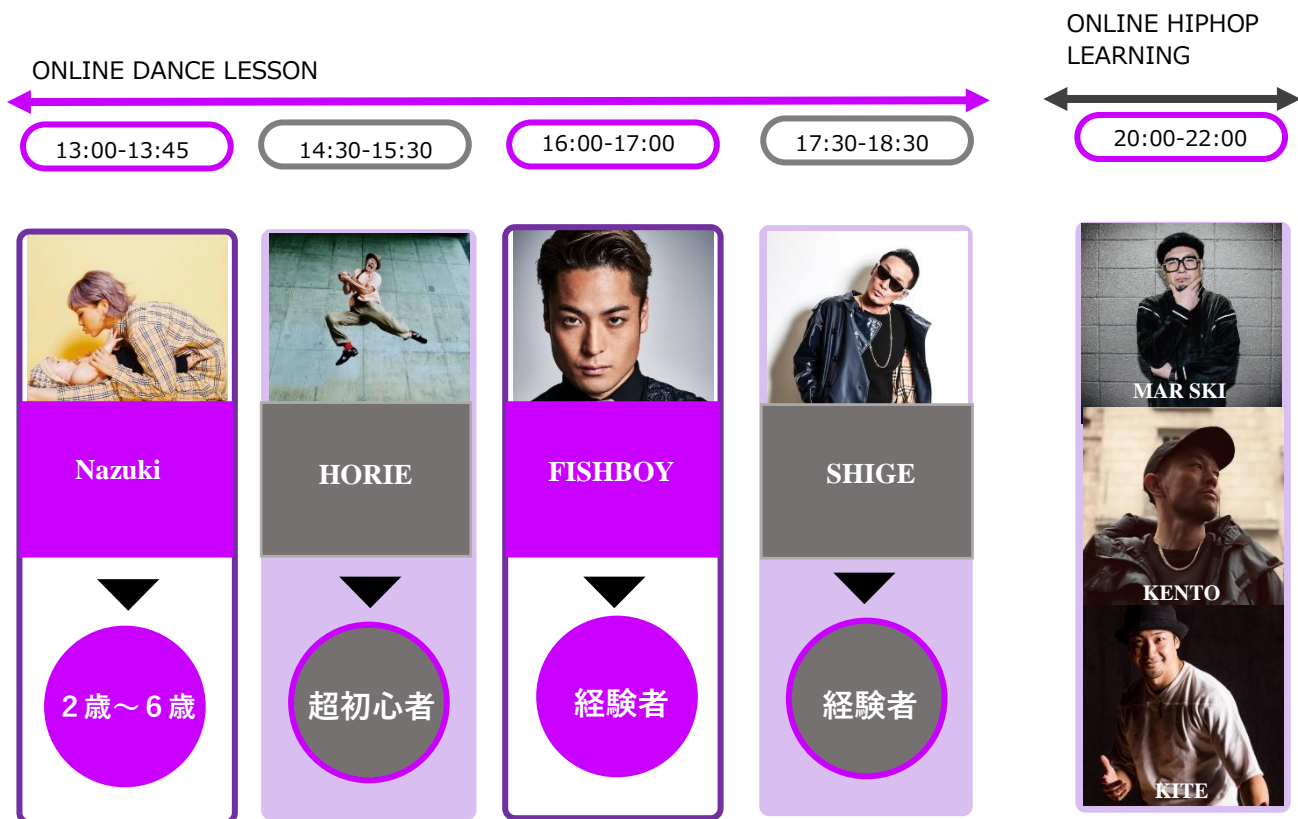 ONLINE DANCE LESSON
ONLINE HIPHOP
LEARNING
13:00-13:45
14:30-15:30
16:00-17:00
17:30-18:30
20:00-22:00
Nazuki
HORIE
FISHBOY
SHIGE
MAR SKI
KENTO
KITE
２歳～６歳
超初心者
経験者
経験者